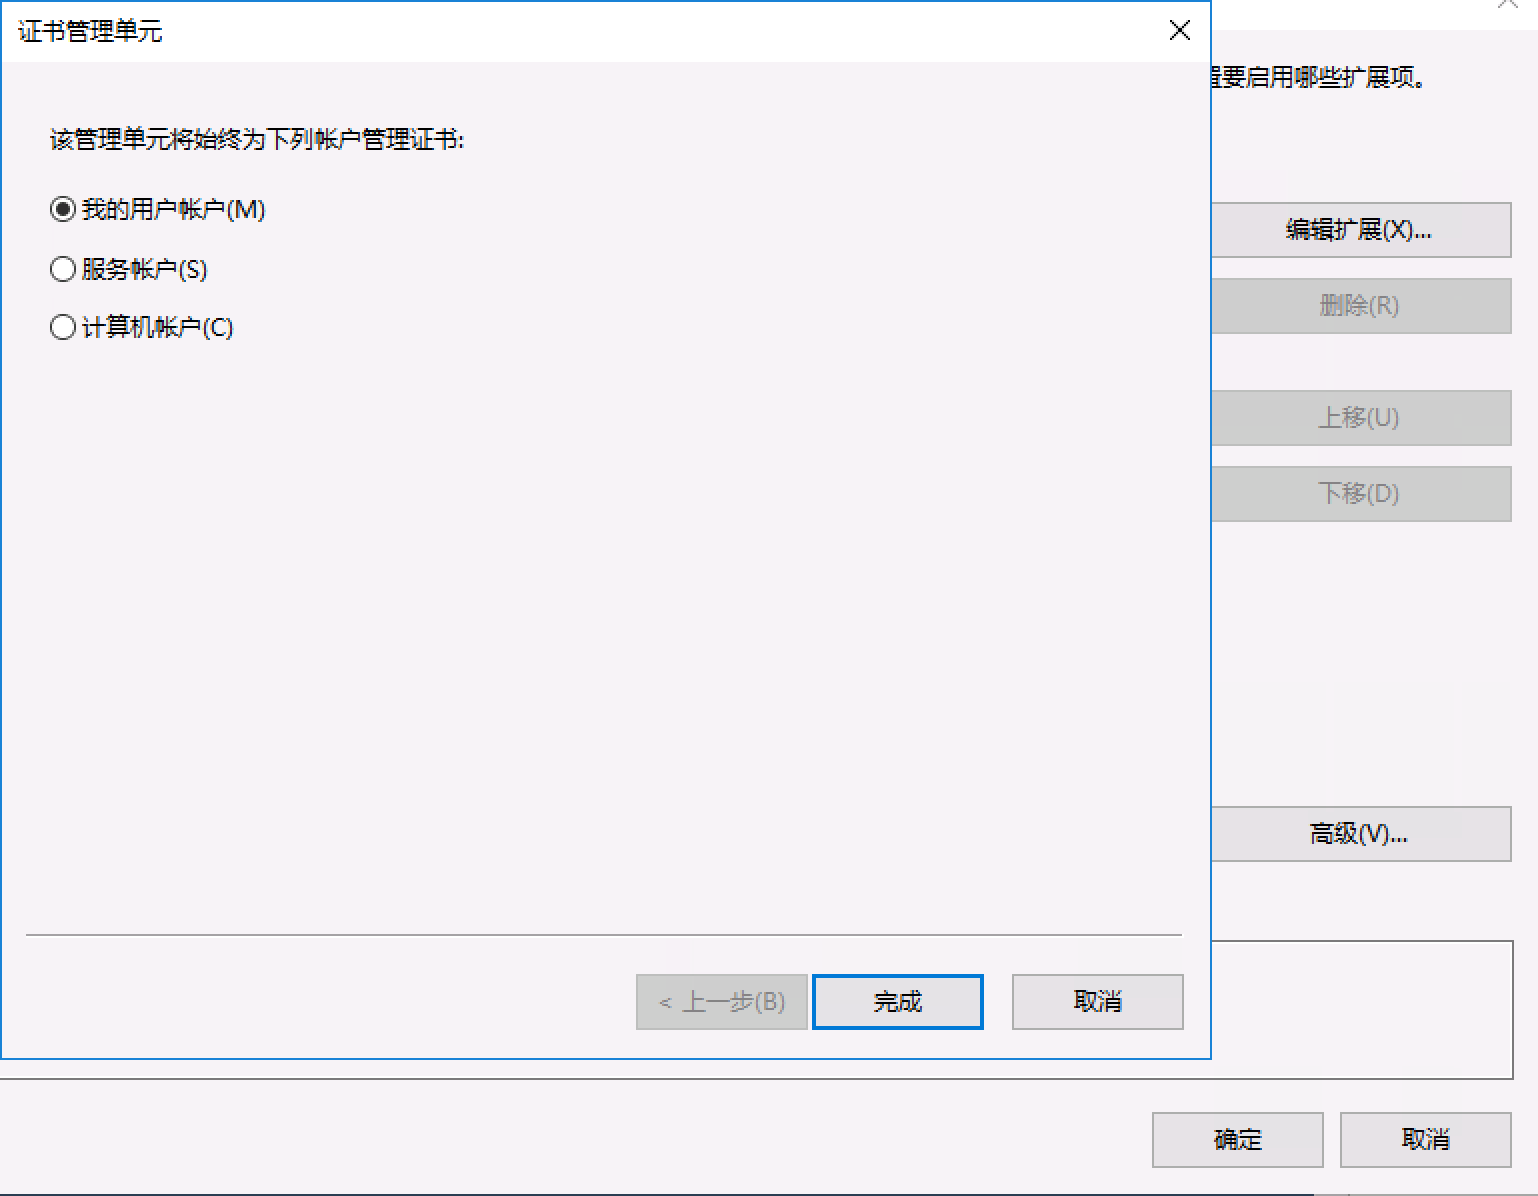 证书管理单元
要启用哪些扩展项。
该管理单元将始终为下列帐户管理证书:
我的用户帐户(M)
服务帐户(S)
计算机帐户(C)
编辑扩展(X)...
删除(R)
上移(U)
下移(D)
高级(V)...
< 上一步(B)
完成
取消
确定
取消